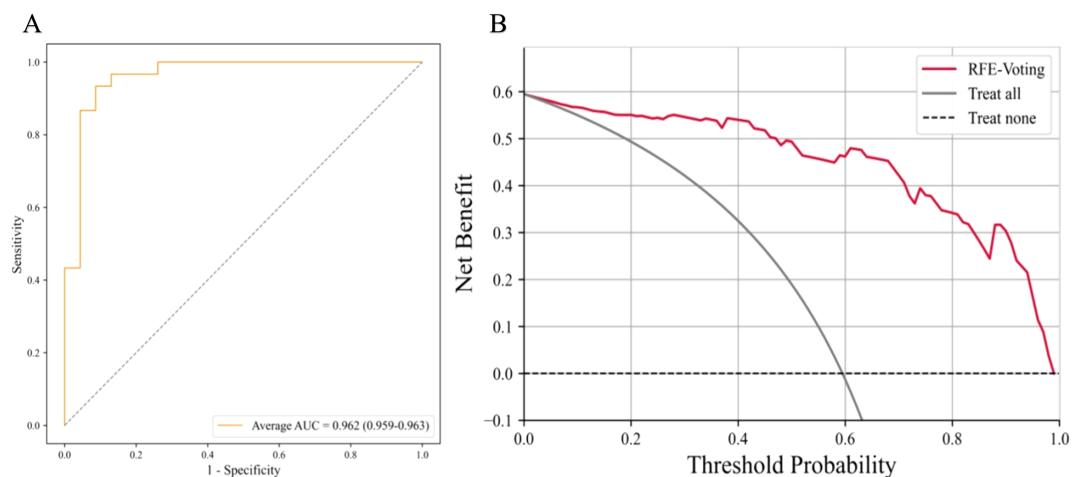 A
1.0
0.8
0.6
0.4
0.2
0.0
Sensitivity
0.0 0.2 0.4 0.6 0.8 1.0
1 - Specificity
Average AUC = 0.962 (0.959-0.963)
B
0.6
0.5
0.4
0.3
0.2
0.1
0.0
−0.1
Net Benefit
0.0 0.2 0.4 0.6 0.8 1.0
Threshold Probability
RFE-Voting
Treat all
Treat none